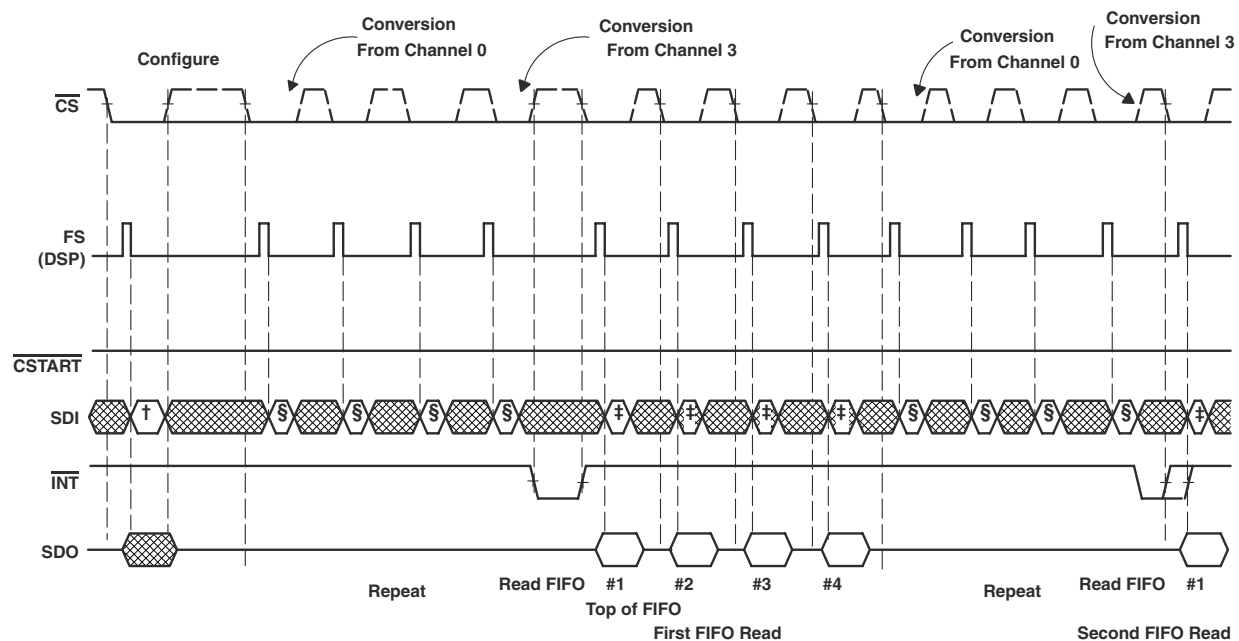 Configure
Conversion
From Channel 0
Conversion
From Channel 3
Conversion
From Channel 0
Conversion
From Channel 3
CS
FS
(DSP)
CSTART
SDI † § § § § ‡ ‡ ‡ ‡ § § § § ‡
INT
SDO
Repeat
Read FIFO #1 #2 #3 #4
Top of FIFO
First FIFO Read
Repeat
Read FIFO #1
Second FIFO Read